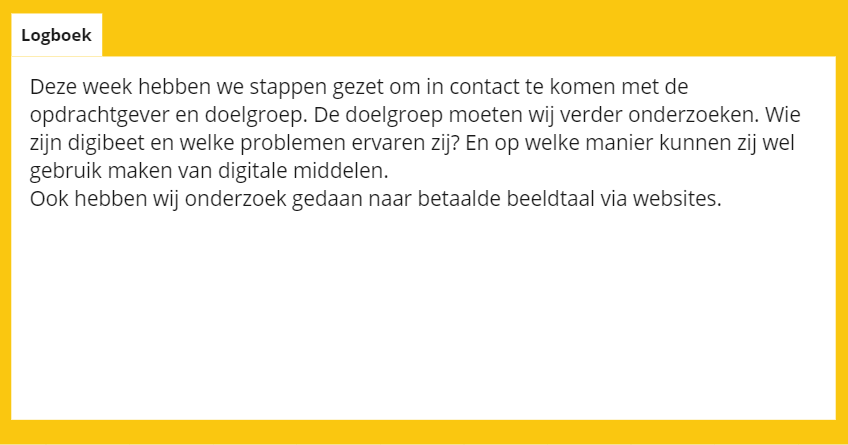 Logboek
Deze week hebben we stappen gezet om in contact te komen met de
opdrachtgever en doelgroep. De doelgroep moeten wij verder onderzoeken. Wie
zijn digibeet en welke problemen ervaren zij? En op welke manier kunnen zij wel
gebruik maken van digitale middelen.
Ook hebben wij onderzoek gedaan naar betaalde beeldtaal via websites.